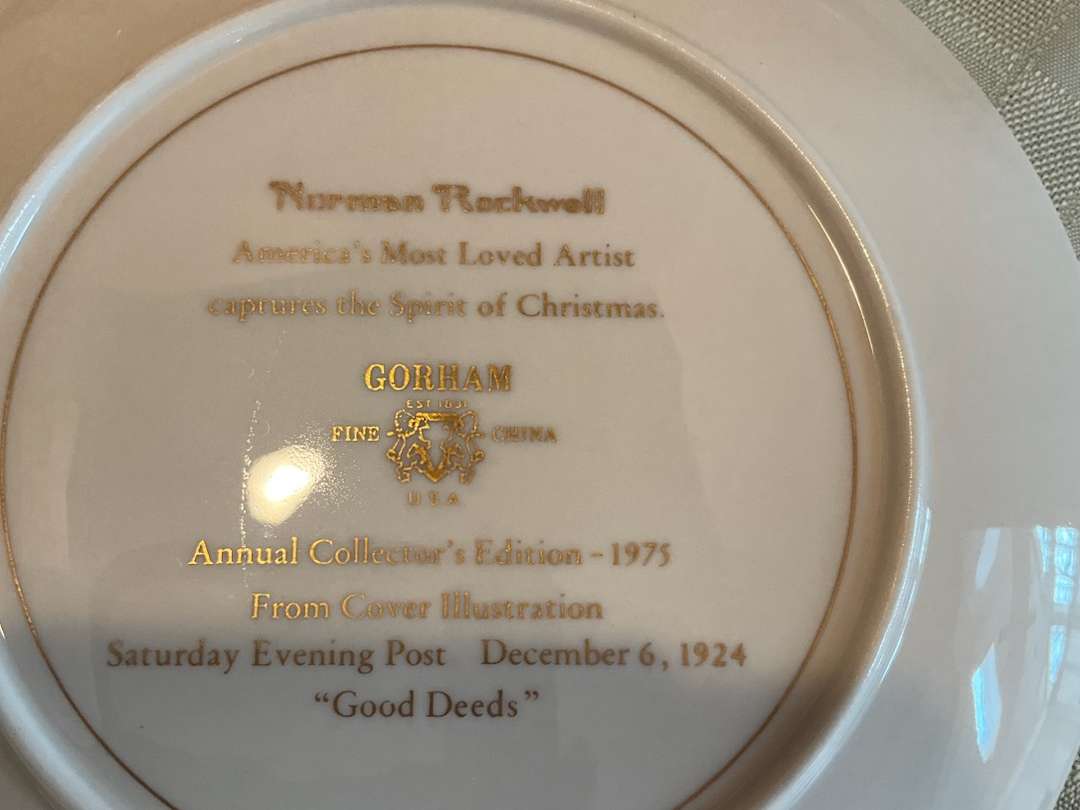 Norman Rockwell
America's Most Loved Artist
captures the Spirit of Christmas.
GORHAM
EST 1831
FINE CHINA
U.S.A.
Annual Collector's Edition - 1975
From Cover Illustration
Saturday Evening Post December 6, 1924
"Good Deeds"